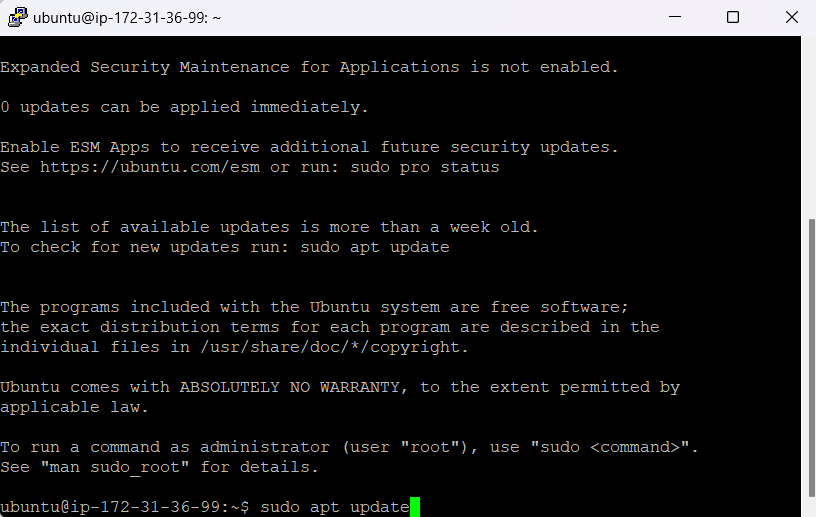 ubuntu@ip-172-31-36-99: ~
Expanded Security Maintenance for Applications is not enabled.
0 updates can be applied immediately.
Enable ESM Apps to receive additional future security updates.
See https://ubuntu.com/esm or run: sudo pro status
The list of available updates is more than a week old.
To check for new updates run: sudo apt update
The programs included with the Ubuntu system are free software;
the exact distribution terms for each program are described in the
individual files in /usr/share/doc/*/copyright.
Ubuntu comes with ABSOLUTELY NO WARRANTY, to the extent permitted by
applicable law.
To run a command as administrator (user "root"), use "sudo <command>".
See "man sudo_root" for details.
ubuntu@ip-172-31-36-99:~$ sudo apt update